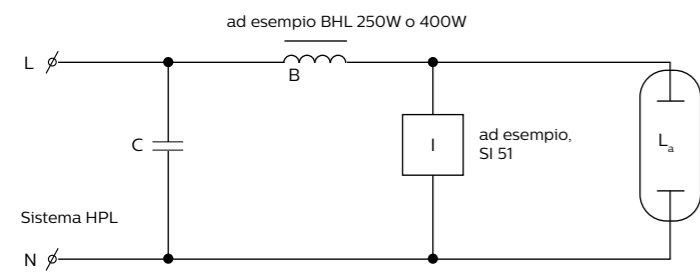 ad esempio BHL 250W o 400W
L
B
C
I
ad esempio,
SI 51
Lₐ
Sistema HPL
N